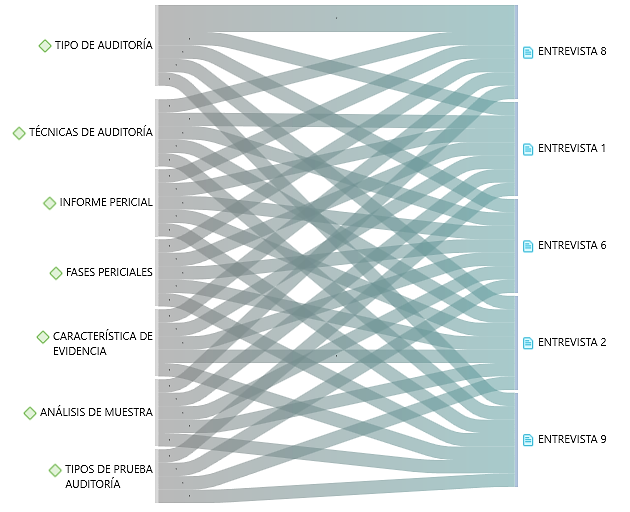 TIPO DE AUDITORÍA
TÉCNICAS DE AUDITORÍA
INFORME PERICIAL
FASES PERICIALES
CARACTERÍSTICA DE
EVIDENCIA
ANÁLISIS DE MUESTRA
TIPOS DE PRUEBA
AUDITORÍA
ENTREVISTA 8
ENTREVISTA 1
ENTREVISTA 6
ENTREVISTA 2
ENTREVISTA 9